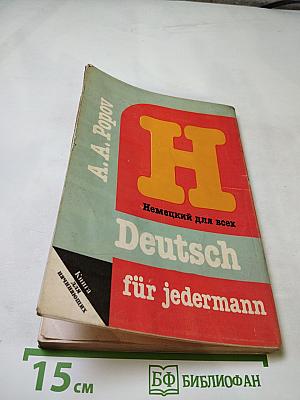 A. A. Popov
Н
Немецкий для всех
Deutsch
für jedermann
Книга
для
начинающих
15 см
БФ БИБЛИОФАН